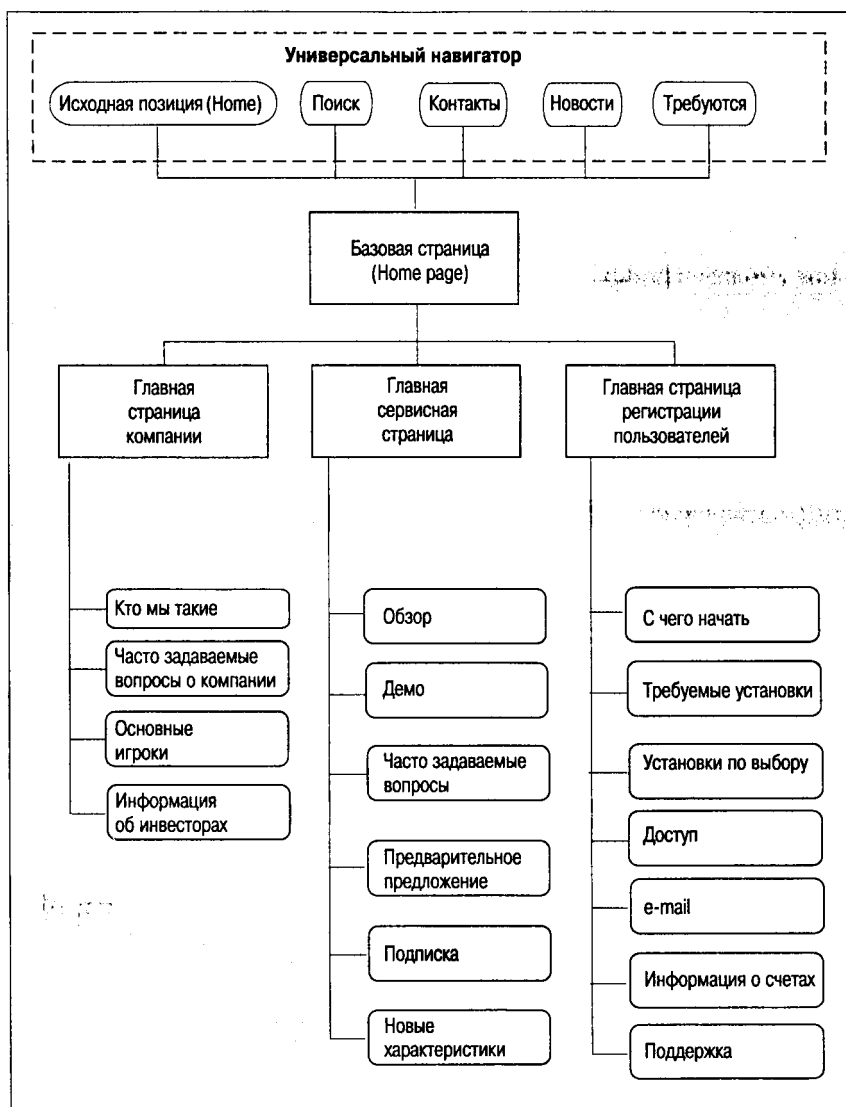 Универсальный навигатор
Исходная позиция (Home)
Поиск
Контакты
Новости
Требуются
Базовая страница
(Home page)
Главная
страница
компании
Главная
сервисная
страница
Главная страница
регистрации
пользователей
Кто мы такие
Часто задаваемые
вопросы о компании
Основные
игроки
Информация
об инвесторах
Обзор
Демо
Часто задаваемые
вопросы
Предварительное
предложение
Подписка
Новые
характеристики
С чего начать
Требуемые установки
Установки по выбору
Доступ
e-mail
Информация о счетах
Поддержка